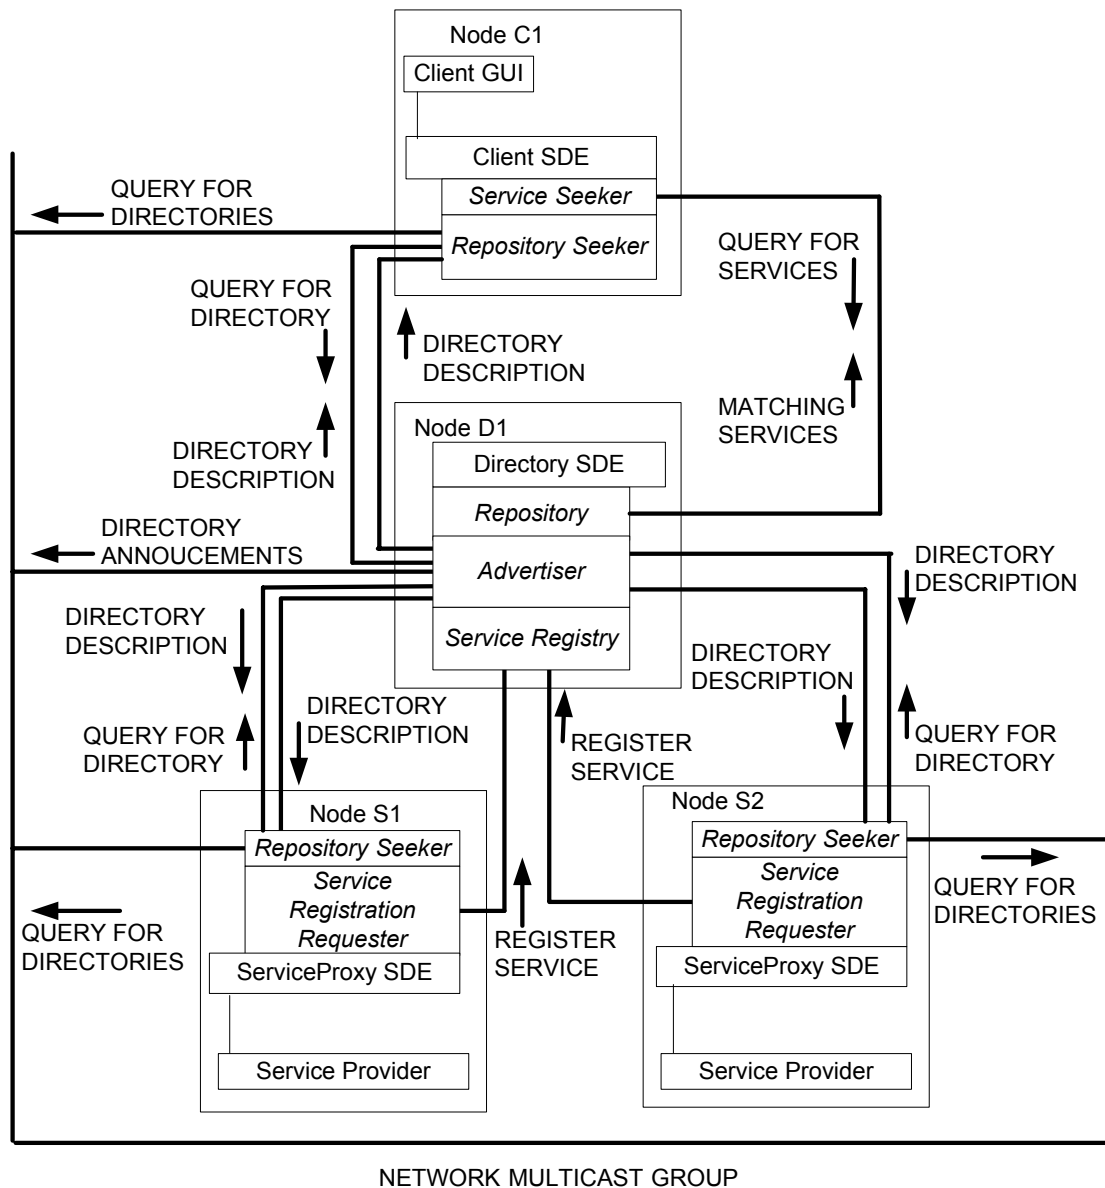 Node C1
Client GUI
Client SDE
Service Seeker
Repository Seeker
QUERY FOR
DIRECTORIES
QUERY FOR
SERVICES
QUERY FOR
DIRECTORY
DIRECTORY
DESCRIPTION
MATCHING
SERVICES
DIRECTORY
DESCRIPTION
Node D1
Directory SDE
Repository
Advertiser
Service Registry
DIRECTORY
ANNOUCEMENTS
DIRECTORY
DESCRIPTION
DIRECTORY
DESCRIPTION
DIRECTORY
DESCRIPTION
DIRECTORY
DESCRIPTION
QUERY FOR
DIRECTORY
REGISTER
SERVICE
QUERY FOR
DIRECTORY
Node S1
Repository Seeker
Service
Registration
Requester
ServiceProxy SDE
Service Provider
QUERY FOR
DIRECTORIES
REGISTER
SERVICE
Node S2
Repository Seeker
Service
Registration
Requester
ServiceProxy SDE
Service Provider
QUERY FOR
DIRECTORIES
NETWORK MULTICAST GROUP